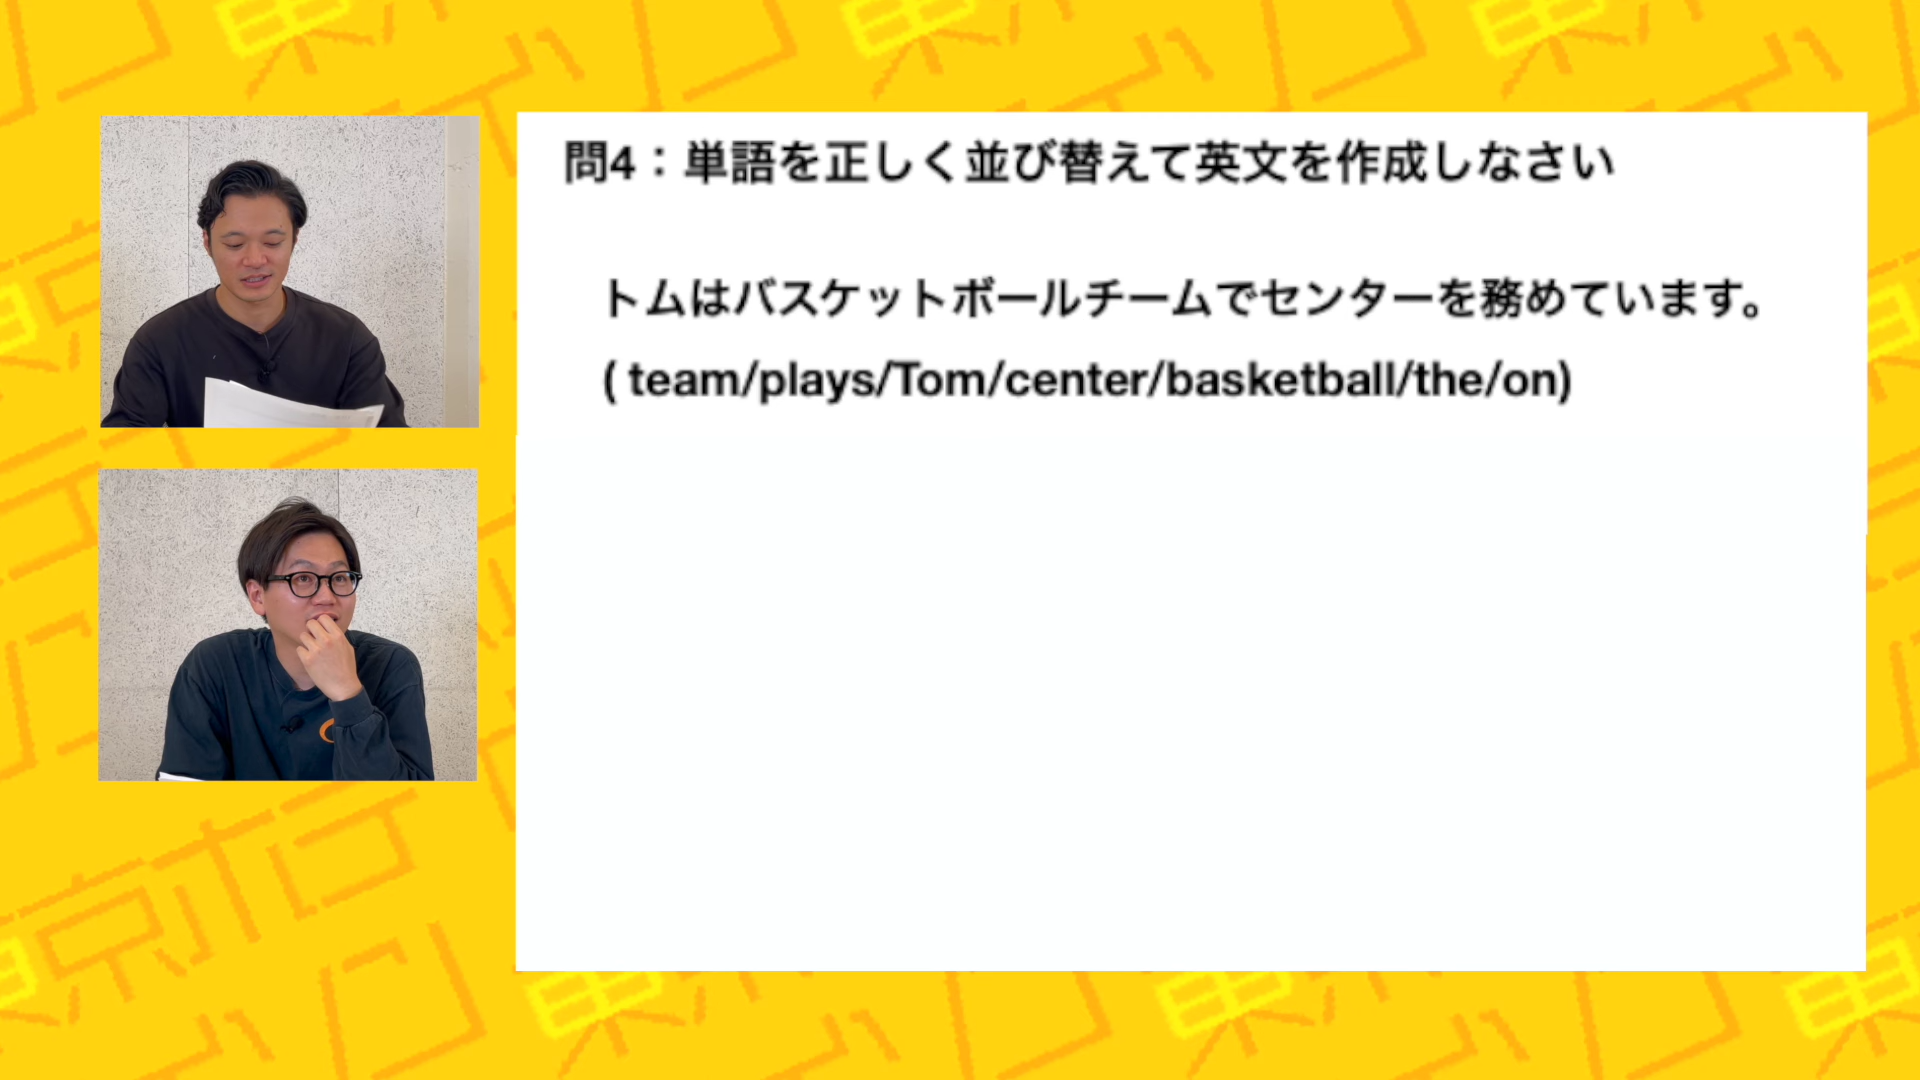 問4：単語を正しく並び替えて英文を作成しなさい
トムはバスケットボールチームでセンターを務めています。
( team/plays/Tom/center/basketball/the/on)